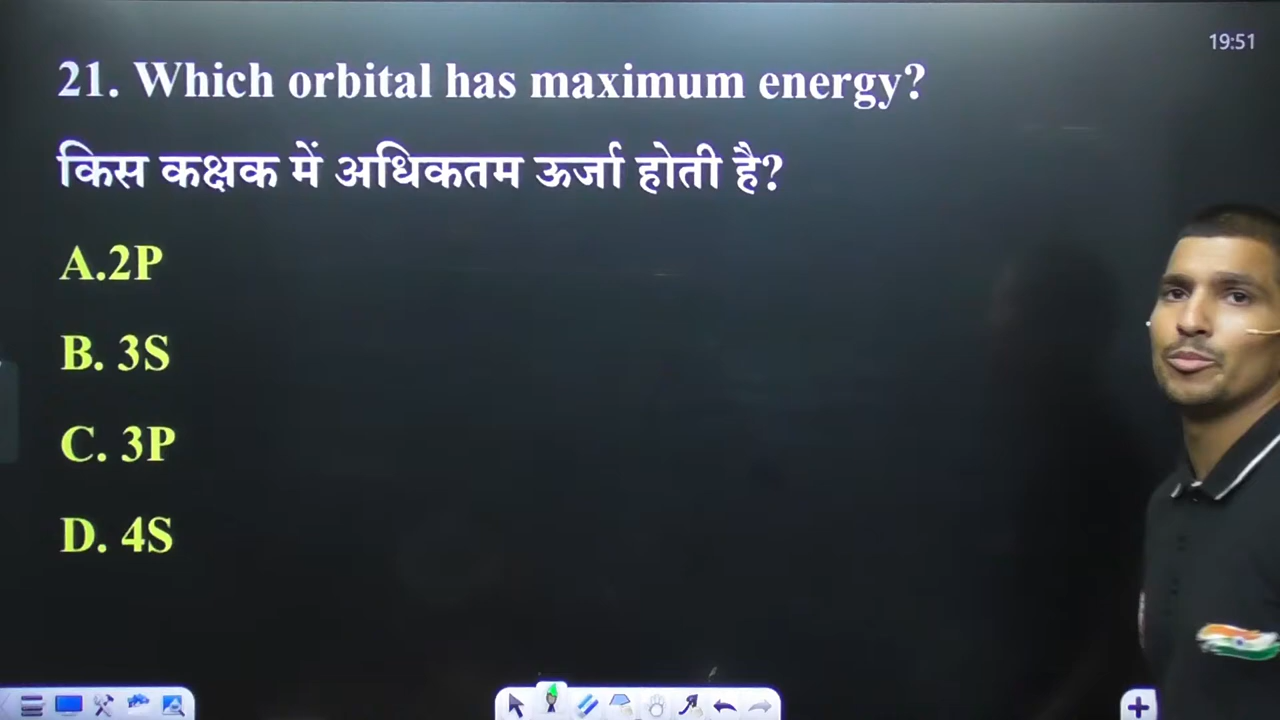 19:51
21. Which orbital has maximum energy?
किस कक्षक में अधिकतम ऊर्जा होती है?
A.2P
B. 3S
C. 3P
D. 4S